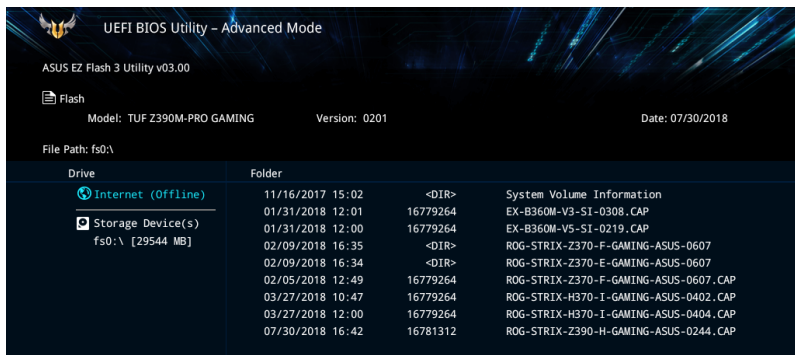 UEFI BIOS Utility – Advanced Mode
ASUS EZ Flash 3 Utility v03.00
Flash
Model: TUF Z390M-PRO GAMING Version: 0201 Date: 07/30/2018
File Path: fs0:\
Drive Folder
Internet (Offline) 11/16/2017 15:02 <DIR> System Volume Information
01/31/2018 12:01 16779264 EX-B360M-V3-SI-0308.CAP
Storage Device(s) 01/31/2018 12:00 16779264 EX-B360M-V5-SI-0219.CAP
fs0:\ [29544 MB] 02/09/2018 16:35 <DIR> ROG-STRIX-Z370-F-GAMING-ASUS-0607
02/09/2018 16:34 <DIR> ROG-STRIX-Z370-E-GAMING-ASUS-0607
02/05/2018 12:49 16779264 ROG-STRIX-Z370-F-GAMING-ASUS-0607.CAP
03/27/2018 10:47 16779264 ROG-STRIX-H370-I-GAMING-ASUS-0402.CAP
03/27/2018 12:00 16779264 ROG-STRIX-H370-I-GAMING-ASUS-0404.CAP
07/30/2018 16:42 16781312 ROG-STRIX-Z390-H-GAMING-ASUS-0244.CAP